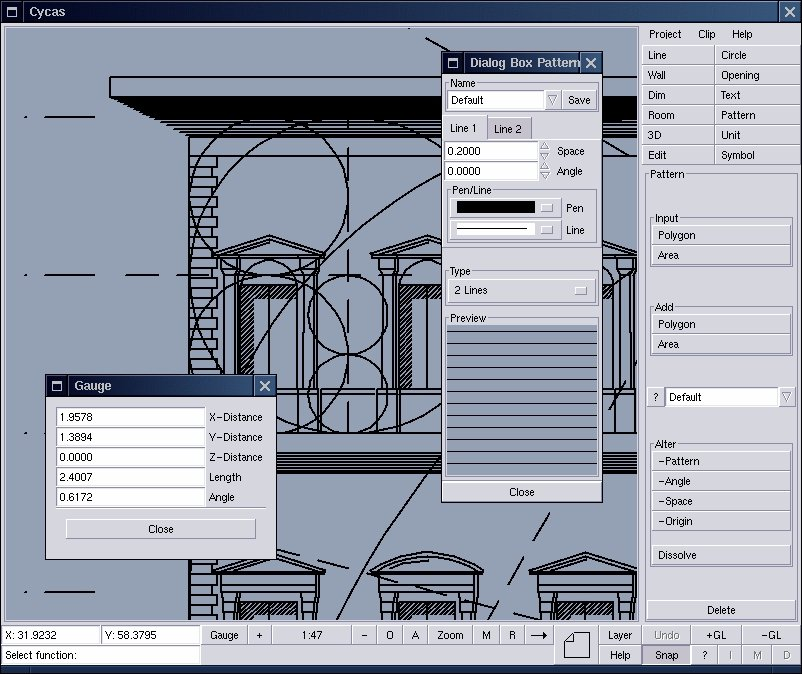 Cycas
Project Clip Help
Line Circle
Wall Opening
Dim Text
Room Pattern
3D Unit
Edit Symbol
Pattern
Input
Polygon
Area
Add
Polygon
Area
? Default
Alter
-Pattern
-Angle
-Space
-Origin
Dissolve
Delete
Dialog Box Pattern
Name
Default Save
Line 1 Line 2
0.2000 Space
0.0000 Angle
Pen/Line
Pen
Line
Type
2 Lines
Preview
Close
Gauge
1.9578 X-Distance
1.3894 Y-Distance
0.0000 Z-Distance
2.4007 Length
0.6172 Angle
Close
X: 31.9232 Y: 58.3795 Gauge + 1:47 - O A Zoom M R Layer Undo +GL -GL
Select function: Help Snap ? I M D